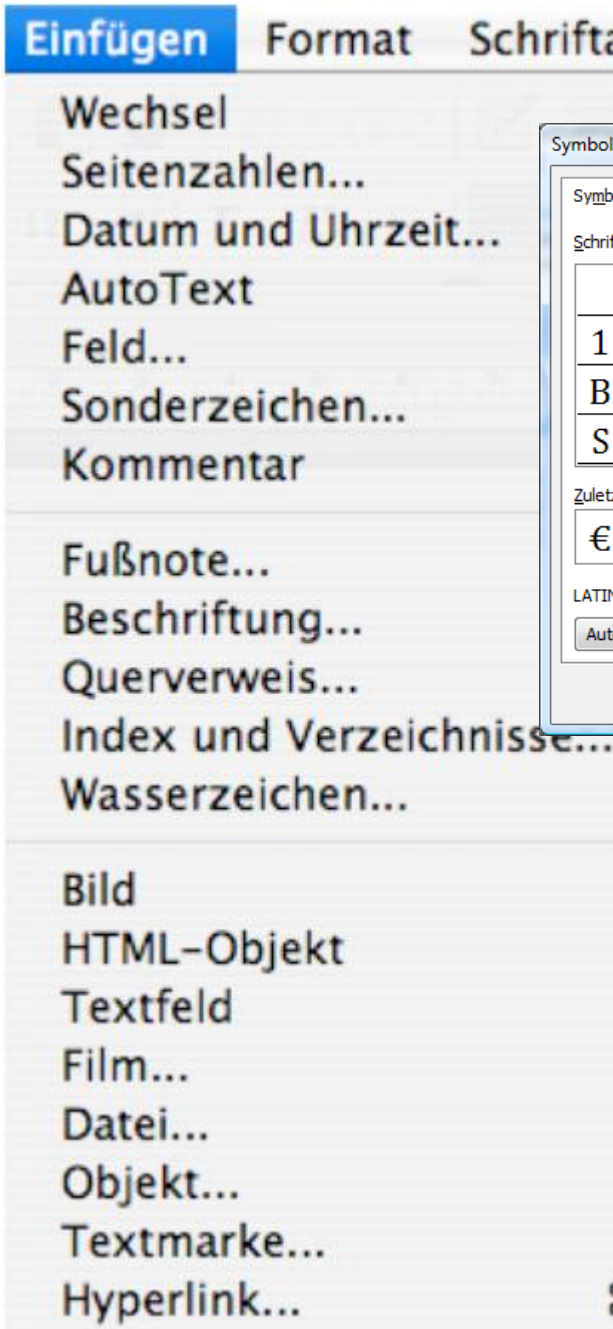 Einfügen Format
Wechsel
Seitenzahlen...
Datum und Uhrzeit...
AutoText
Feld...
Sonderzeichen...
Kommentar
Fußnote...
Beschriftung...
Querverweis...
Index und Verzeichnisse...
Wasserzeichen...
Bild
HTML-Objekt
Textfeld
Film...
Datei...
Objekt...
Textmarke...
Hyperlink...
Symbol
1
B
S
€